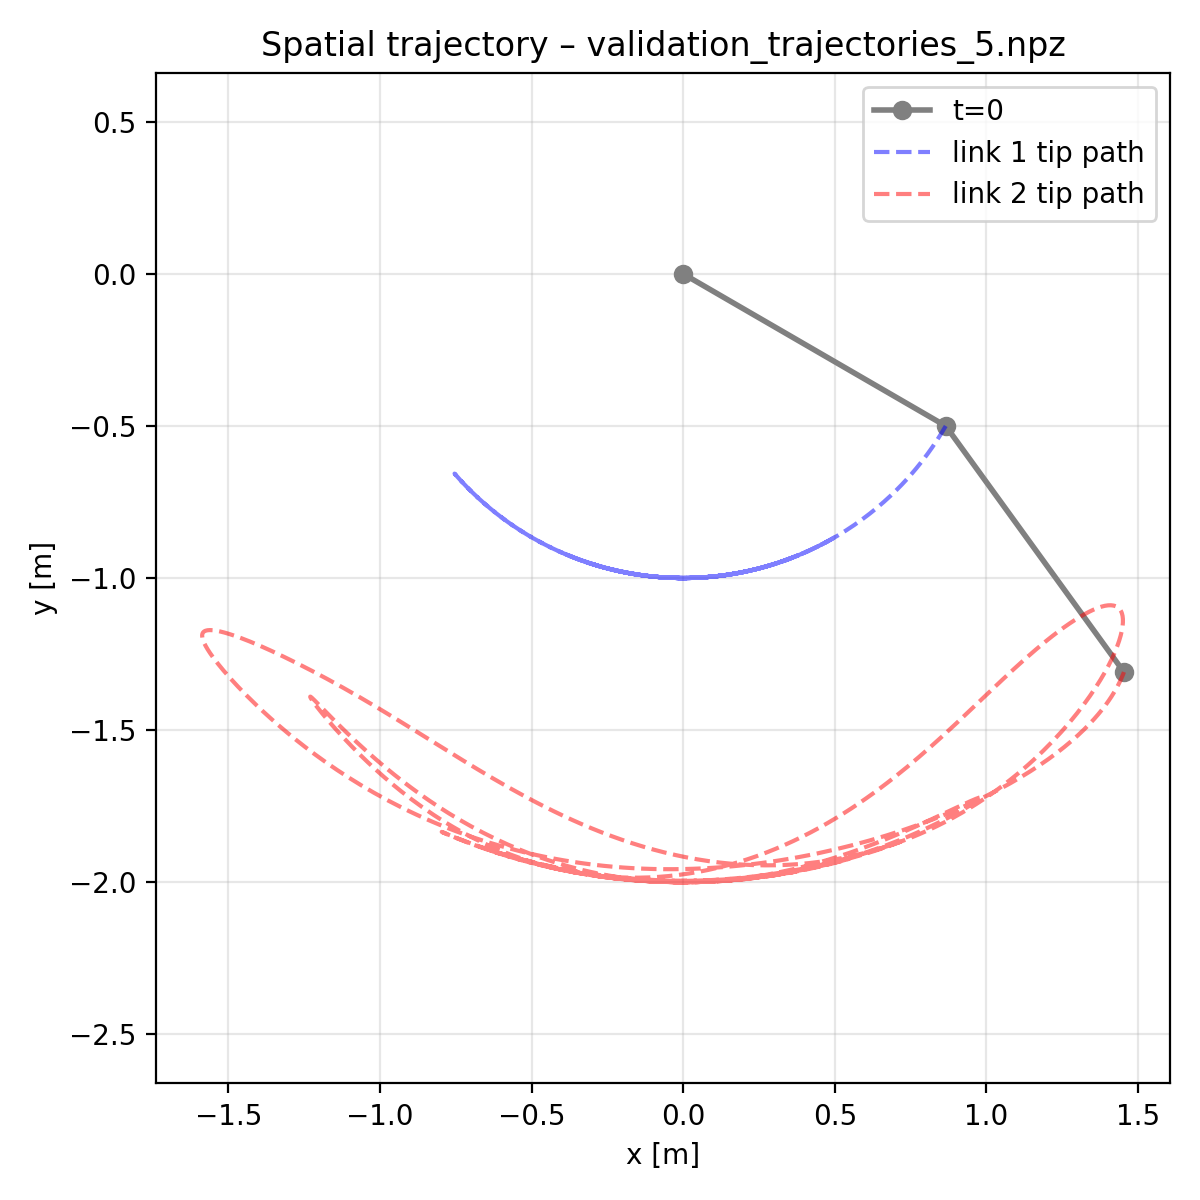 Spatial trajectory – validation_trajectories_5.npz
t=0
link 1 tip path
link 2 tip path
0.5
0.0
−0.5
−1.0
−1.5
−2.0
−2.5
y [m]
−1.5 −1.0 −0.5 0.0 0.5 1.0 1.5
x [m]